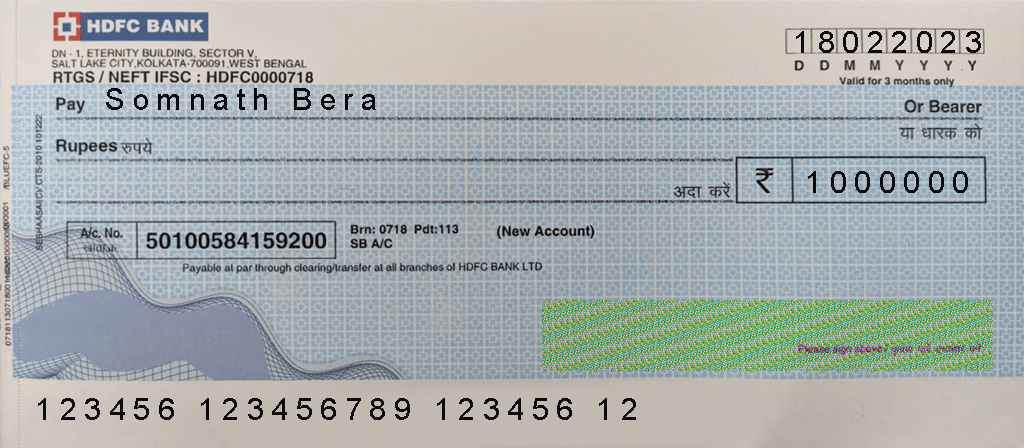 HDFC BANK
DN - 1, ETERNITY BUILDING, SECTOR V,
SALT LAKE CITY,KOLKATA-700091,WEST BENGAL
RTGS / NEFT IFSC : HDFC0000718
18022023
D D M M Y Y Y Y
Valid for 3 months only
Pay Somnath Bera Or Bearer
या धारक को
Rupees रुपये
अदा करें ₹ 1000000
A/c. No. 50100584159200
Brn: 0718 Pdt:113 (New Account)
SB A/C
Payable at par through clearing/transfer at all branches of HDFC BANK LTD
Please sign above
123456 123456789 123456 12